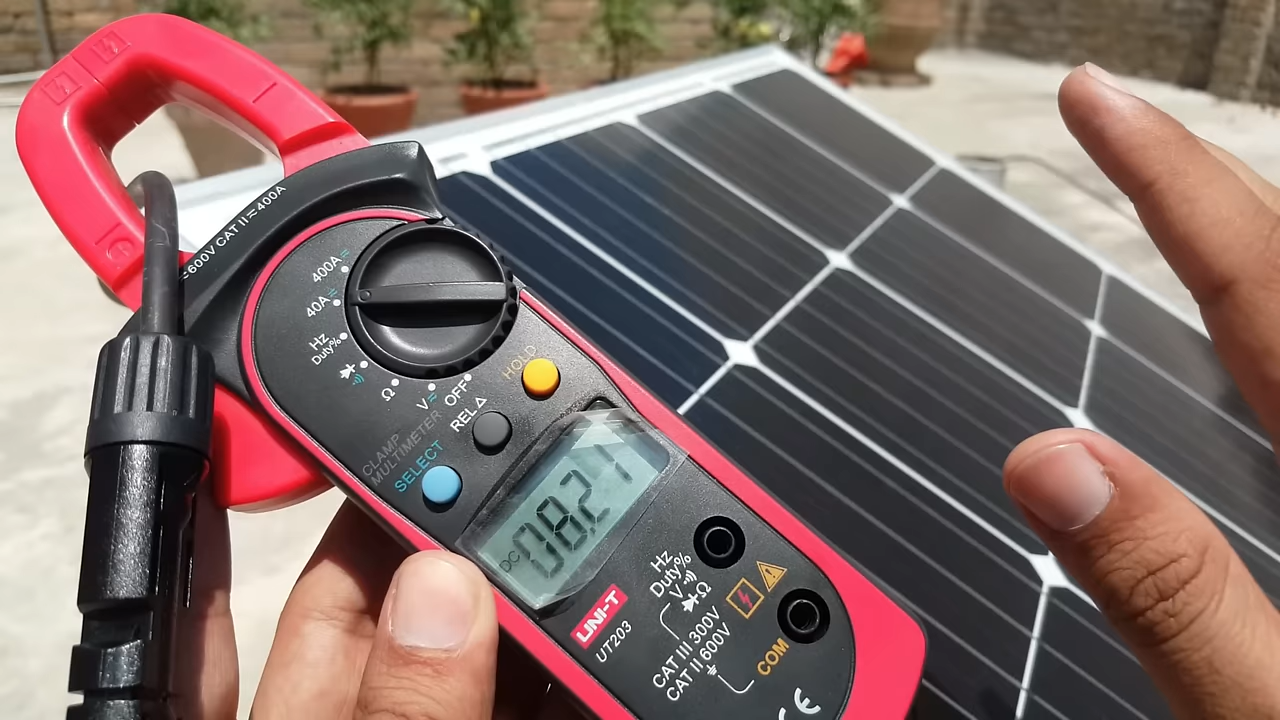 ≂600V CAT II ≂400A
400A≂
40A≂
Hz
Duty%
Ω
V≂
OFF
HOLD
REL Δ
SELECT
CLAMP
MULTIMETER
DC 08.21
UNI-T
UT203
Hz
Duty%
V
Ω
CAT III 300V
CAT II 600V
COM
CE